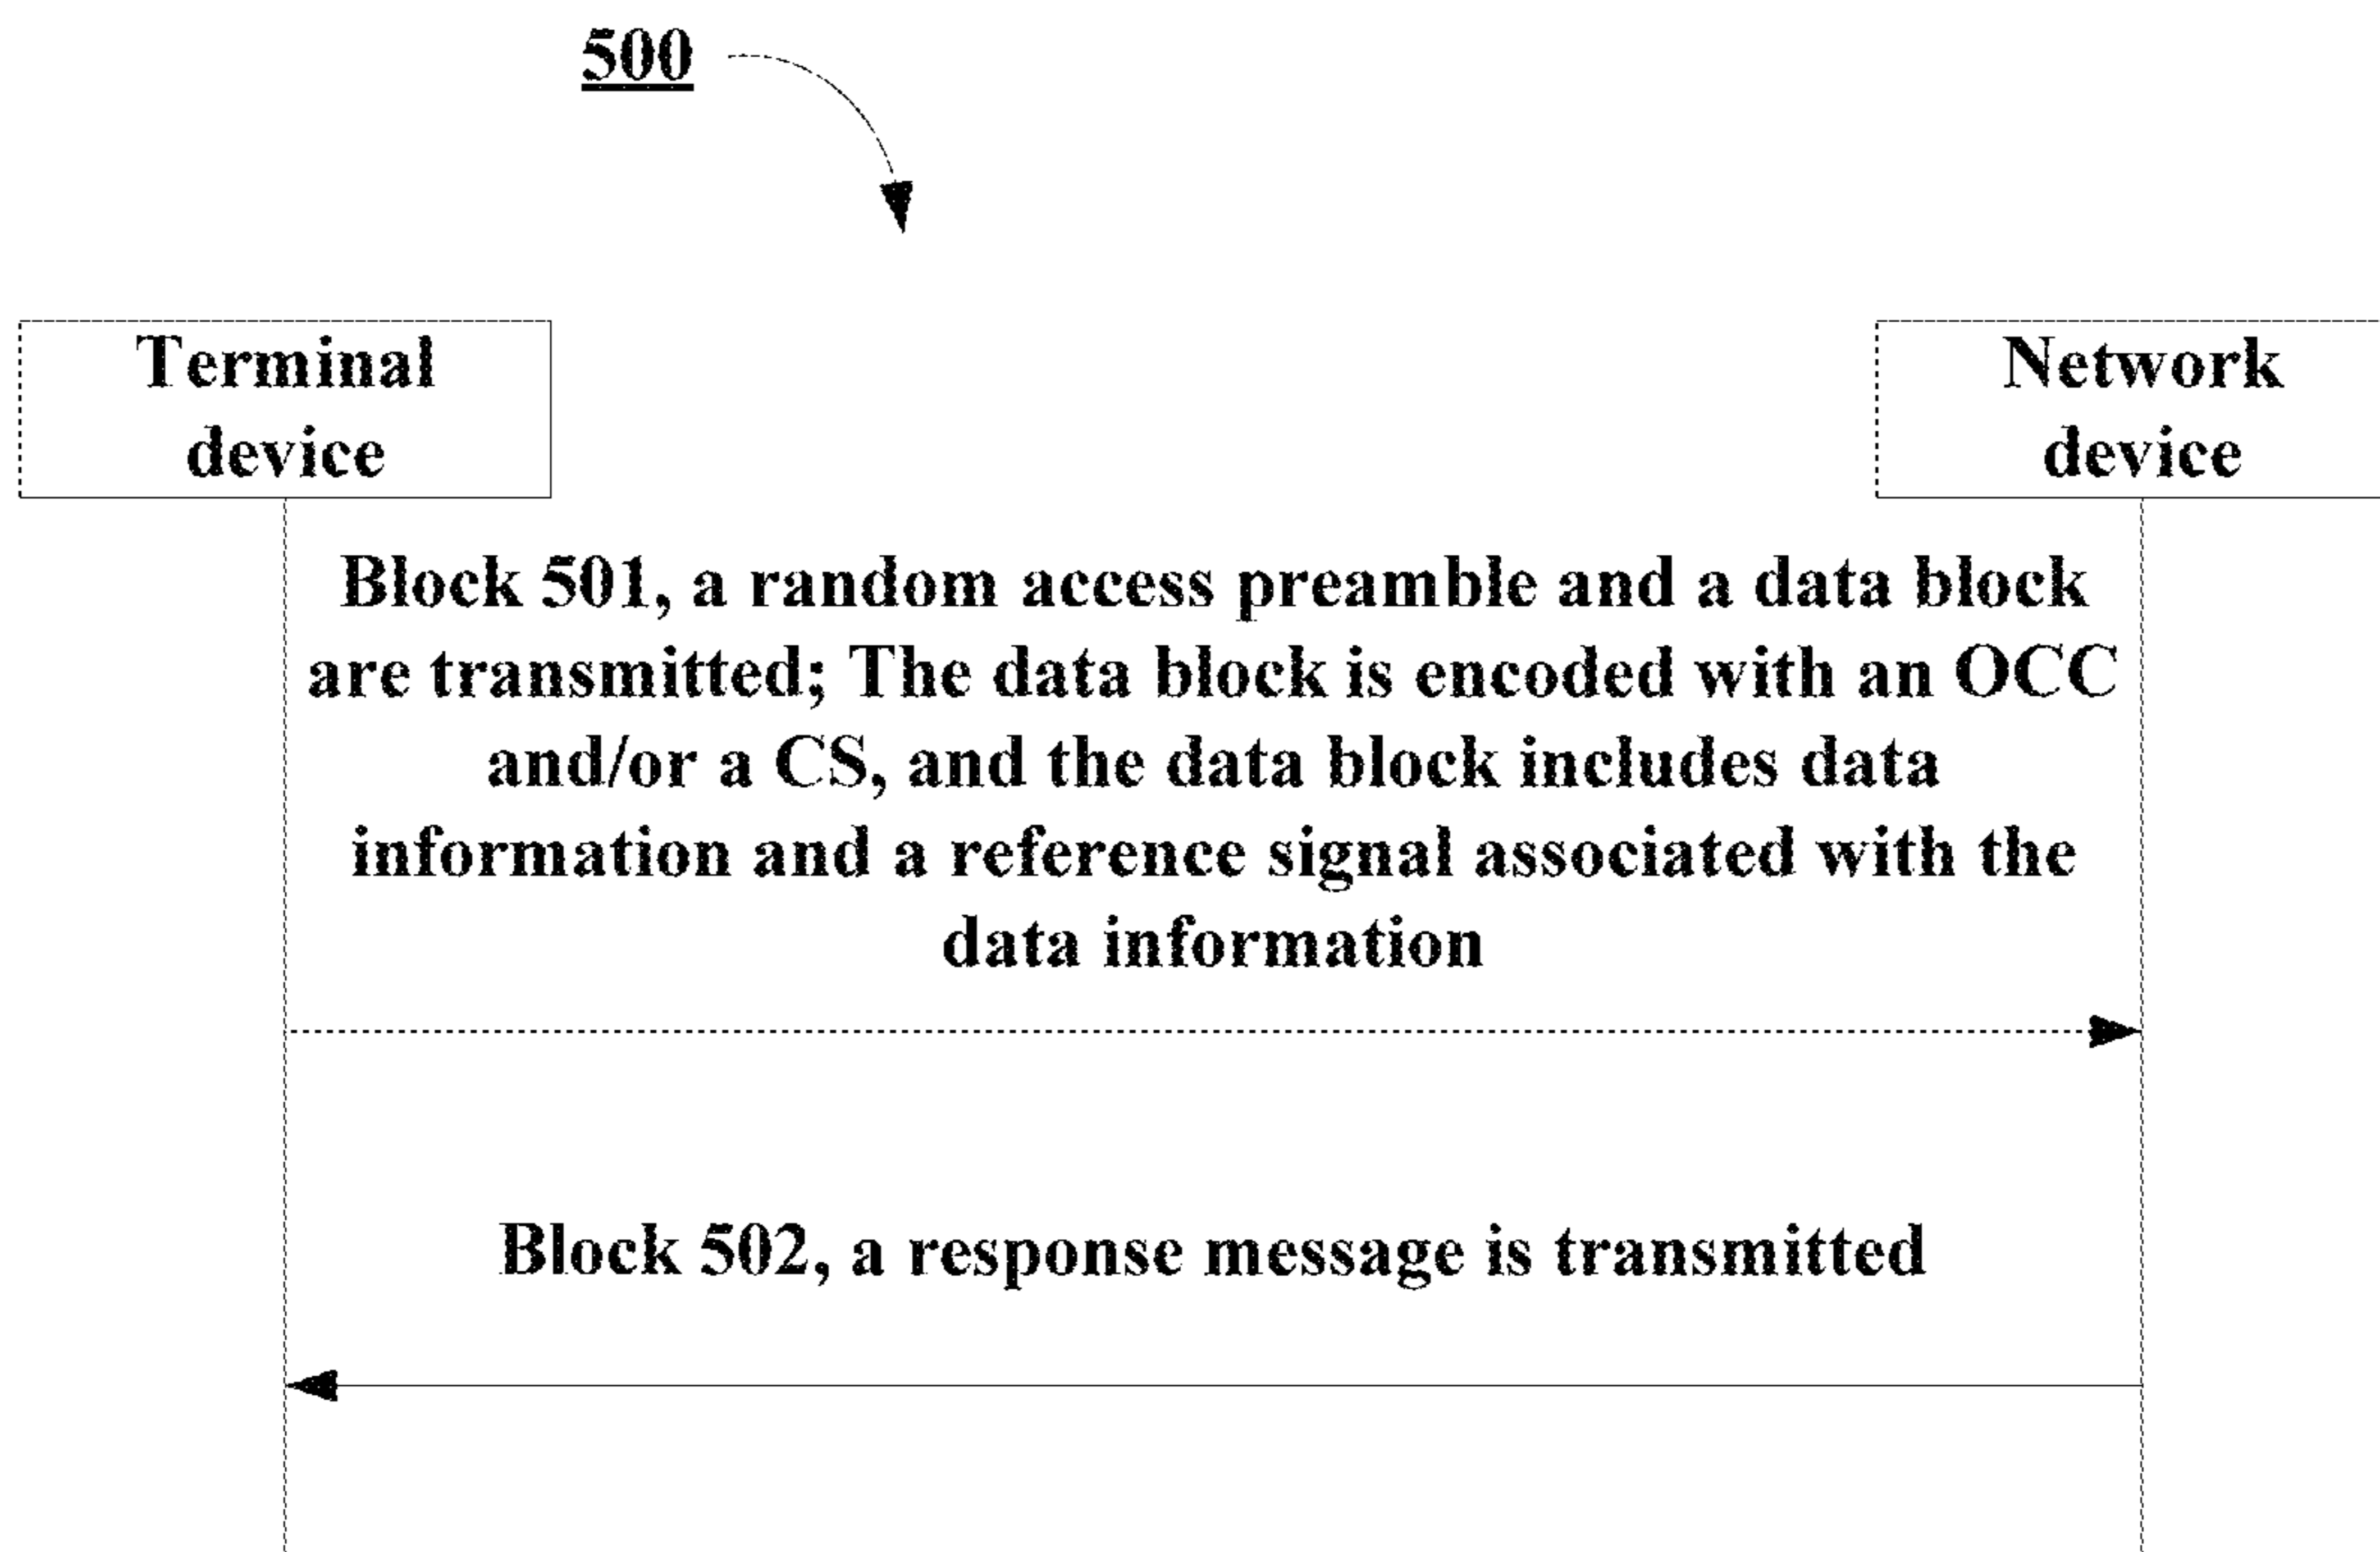 500
Terminal
device
Network
device
Block 501, a random access preamble and a data block
are transmitted; The data block is encoded with an OCC
and/or a CS, and the data block includes data
information and a reference signal associated with the
data information
Block 502, a response message is transmitted